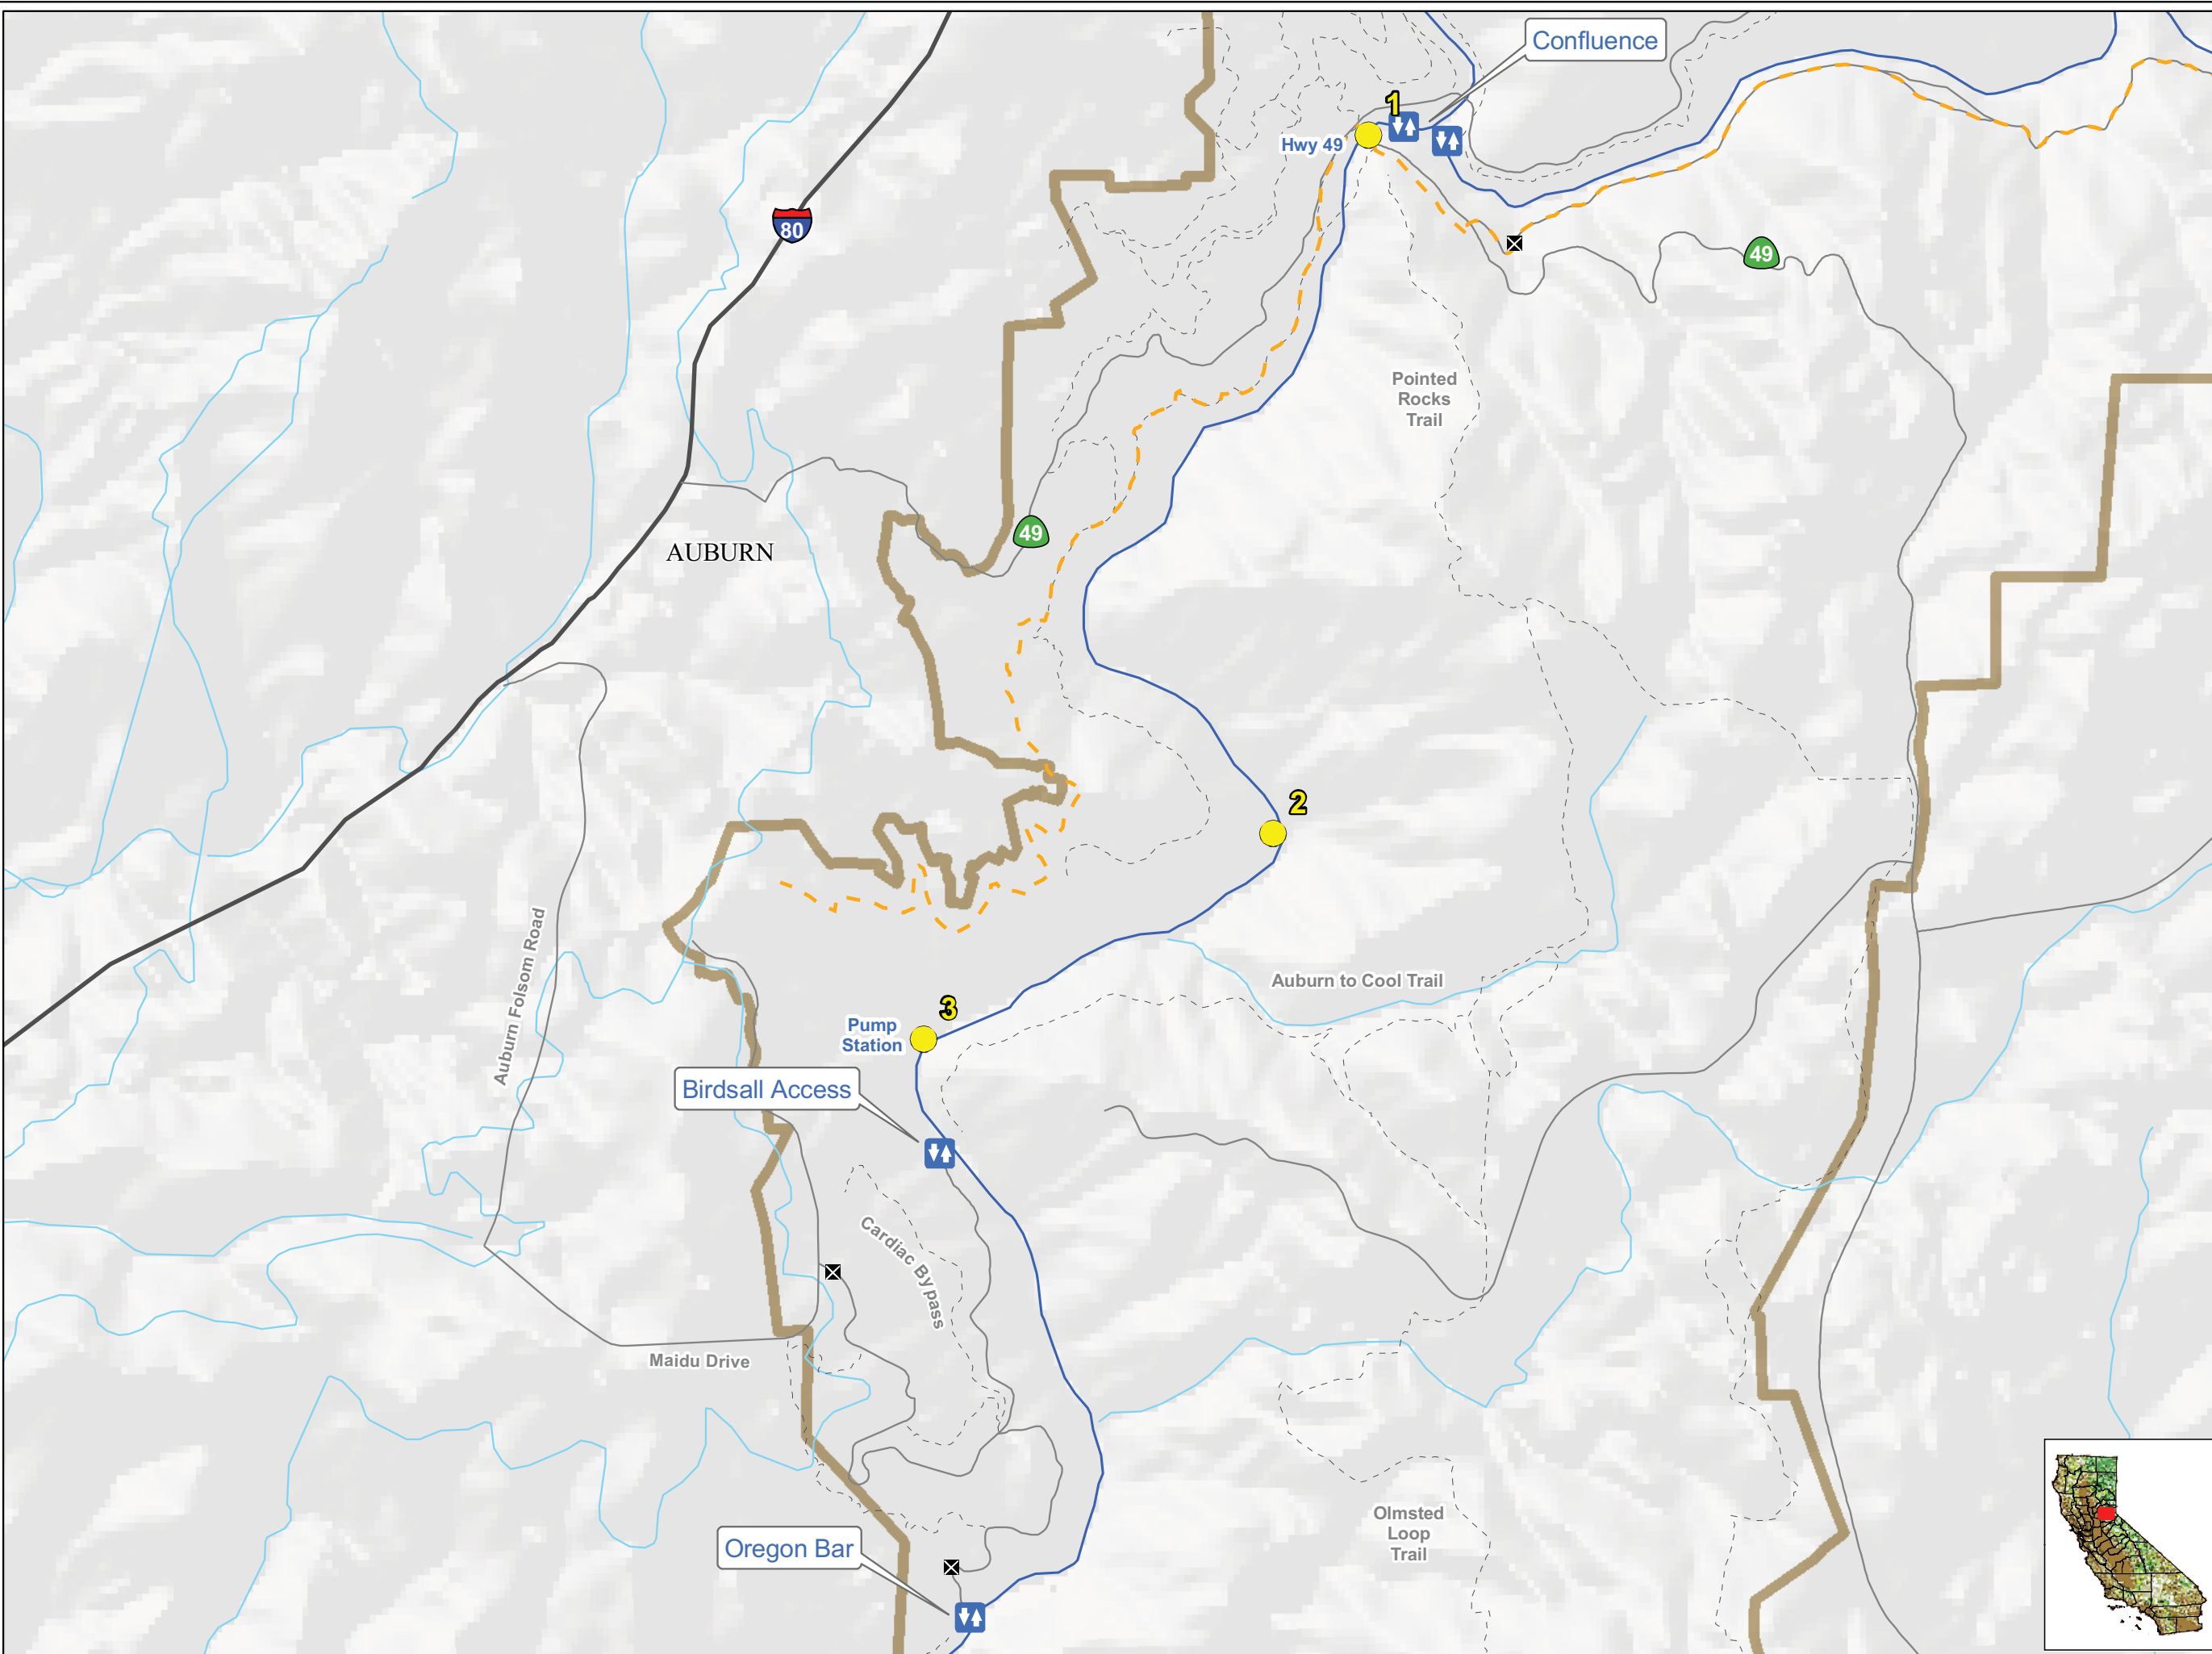 Confluence
1
Hwy 49
80
49
Pointed
Rocks
Trail
49
AUBURN
2
Auburn Folsom Road
Auburn to Cool Trail
3
Pump
Station
Birdsall Access
Cardiac Bypass
Maidu Drive
Olmsted
Loop
Trail
Oregon Bar